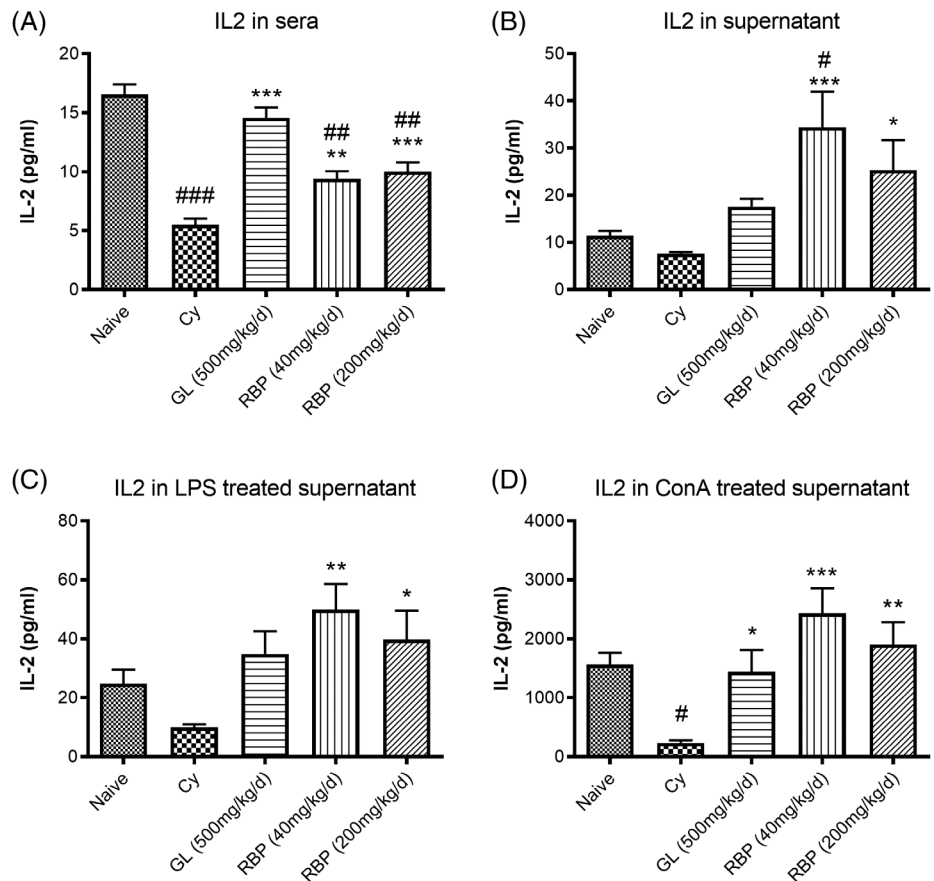 (A)
IL2 in sera
IL-2 (pg/ml)
20
15
10
5
0
###
***
##
**
##
***
Naive
Cy
GL (500mg/kg/d)
RBP (40mg/kg/d)
RBP (200mg/kg/d)
(B)
IL2 in supernatant
IL-2 (pg/ml)
50
40
30
20
10
0
#
***
*
Naive
Cy
GL (500mg/kg/d)
RBP (40mg/kg/d)
RBP (200mg/kg/d)
(C)
IL2 in LPS treated supernatant
IL-2 (pg/ml)
80
60
40
20
0
**
*
Naive
Cy
GL (500mg/kg/d)
RBP (40mg/kg/d)
RBP (200mg/kg/d)
(D)
IL2 in ConA treated supernatant
IL-2 (pg/ml)
4000
3000
2000
1000
0
#
*
***
**
Naive
Cy
GL (500mg/kg/d)
RBP (40mg/kg/d)
RBP (200mg/kg/d)